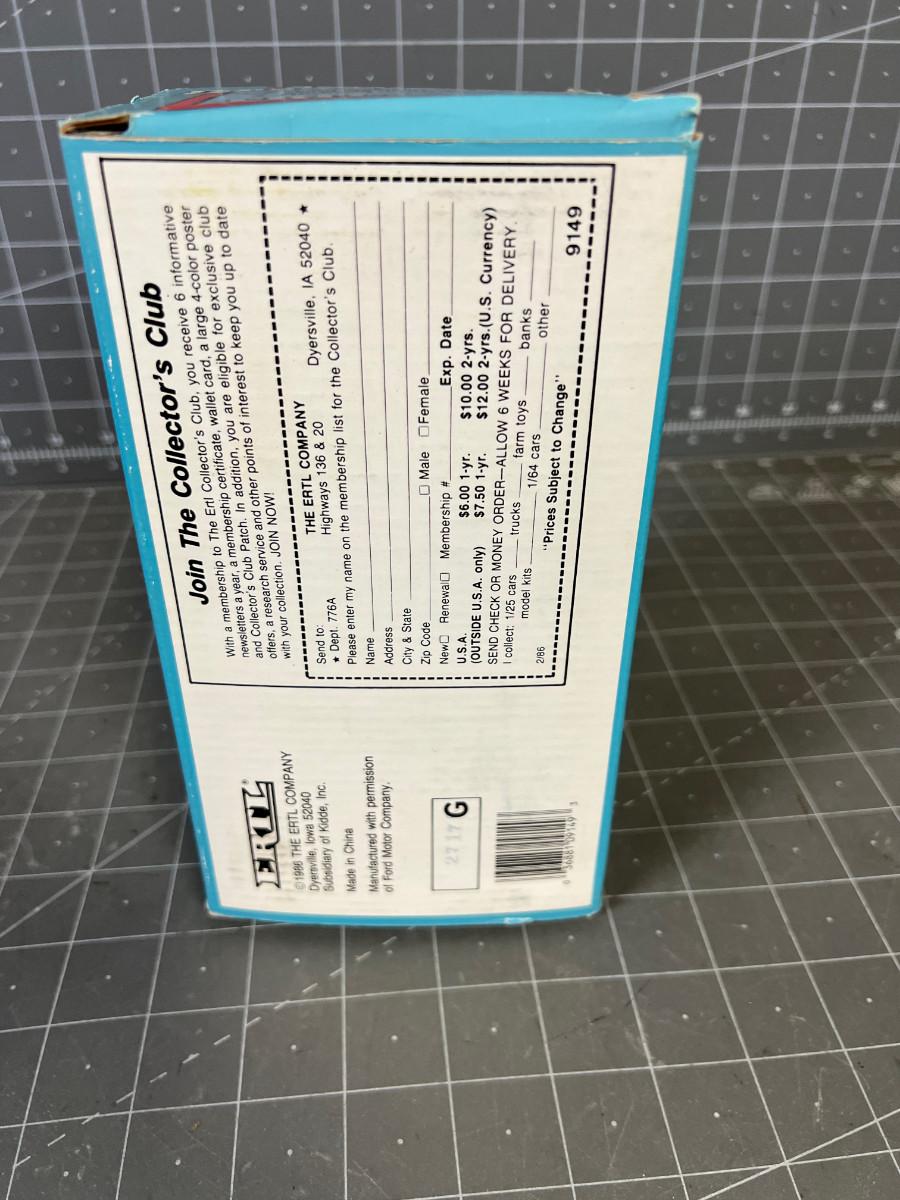 Join The Collector's Club
With a membership to The Ertl Collector's Club, you receive 6 informative
newsletters a year, a membership certificate, wallet card, a large 4-color poster
and Collector's Club Patch. In addition, you are eligible for exclusive club
offers, a research service and other points of interest to keep you up to date
with your collection. JOIN NOW!
Send to: THE ERTL COMPANY
★ Dept. 776A Highways 136 & 20 Dyersville, IA 52040 ★
Please enter my name on the membership list for the Collector's Club.
Name
Address
City & State
Zip Code □ Male □ Female
New□ Renewal□ Membership # Exp. Date
U.S.A. $6.00 1-yr. $10.00 2-yrs.
(OUTSIDE U.S.A. only) $7.50 1-yr. $12.00 2-yrs.(U.S. Currency)
SEND CHECK OR MONEY ORDER—ALLOW 6 WEEKS FOR DELIVERY.
I collect: 1/25 cars trucks farm toys banks
model kits 1/64 cars other
2/86 "Prices Subject to Change" 9149
ERTL®
©1986 THE ERTL COMPANY
Dyersville, Iowa 52040
Subsidiary of Kidde, Inc.
Made in China
Manufactured with permission
of Ford Motor Company.
2717 G
0 36881 09149 3